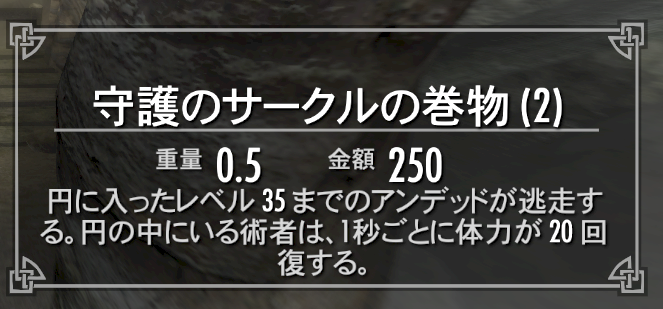 守護のサークルの巻物 (2)
重量 0.5 金額 250
円に入ったレベル 35 までのアンデッドが逃走す
る。円の中にいる術者は、1秒ごとに体力が 20 回
復する。